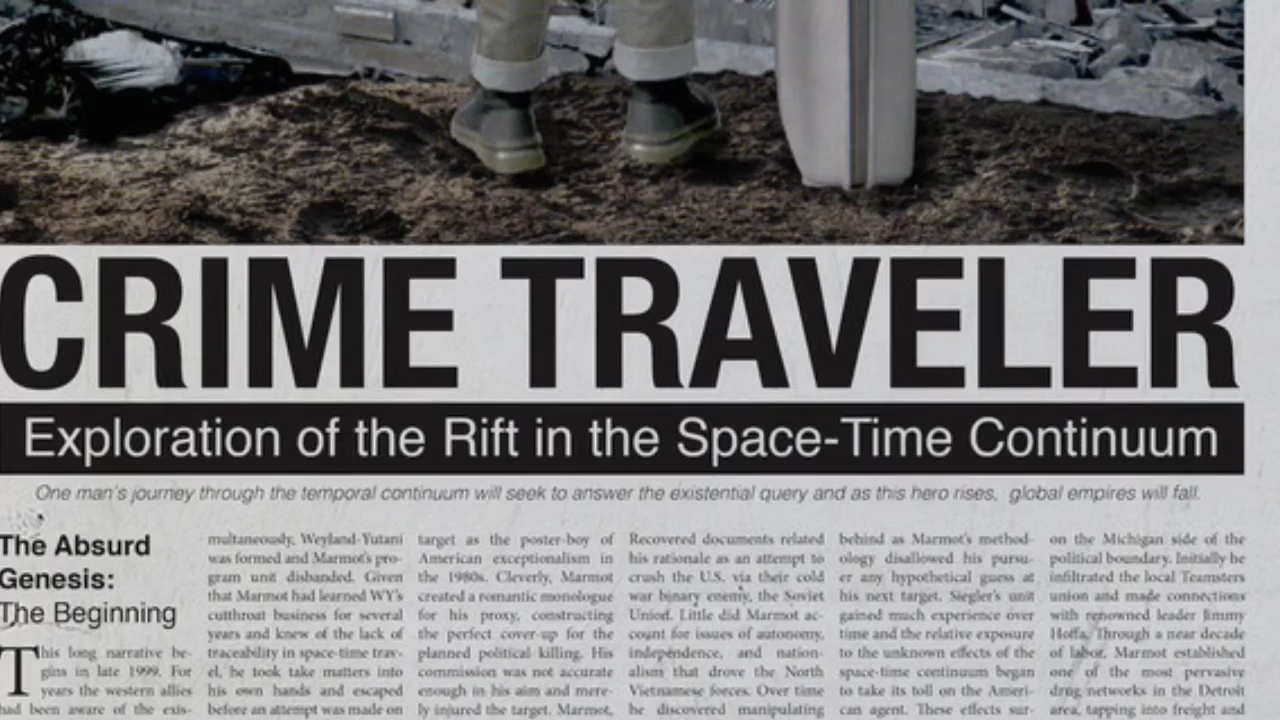 CRIME TRAVELER
Exploration of the Rift in the Space-Time Continuum
One man's journey through the temporal continuum will seek to answer the existential query and as this hero rises, global empires will fall.
The Absurd
Genesis:
The Beginning
This long narrative be-
gins in late 1999. For
years the western allies
had been aware of the exis-
multaneously, Weyland-Yutani
was formed and Marmot's pro-
gram unit disbanded. Given
that Marmot had learned WY's
cutthroat business for several
years and knew of the lack of
traceability in space-time trav-
el, he took take matters into
his own hands and escaped
before an attempt was made on
target as the poster-boy of
American exceptionalism in
the 1980s. Cleverly, Marmot
created a romantic monologue
for his proxy, constructing
the perfect cover-up for the
planned political killing. His
commission was not accurate
enough in his aim and mere-
ly injured the target. Marmot,
Recovered documents related
his rationale as an attempt to
crush the U.S. via their cold
war binary enemy, the Soviet
Union. Little did Marmot ac-
count for issues of autonomy,
independence, and nation-
alism that drove the North
Vietnamese forces. Over time
he discovered manipulating
behind as Marmot's method-
ology disallowed his pursu-
er any hypothetical guess at
his next target. Siegler's unit
gained much experience over
time and the relative exposure
to the unknown effects of the
space-time continuum began
to take its toll on the Ameri-
can agent. These effects sur-
on the Michigan side of the
political boundary. Initially he
infiltrated the local Teamsters
union and made connections
with renowned leader Jimmy
Hoffa. Through a near decade
of labor, Marmot established
one of the most pervasive
drug networks in the Detroit
area, tapping into freight and